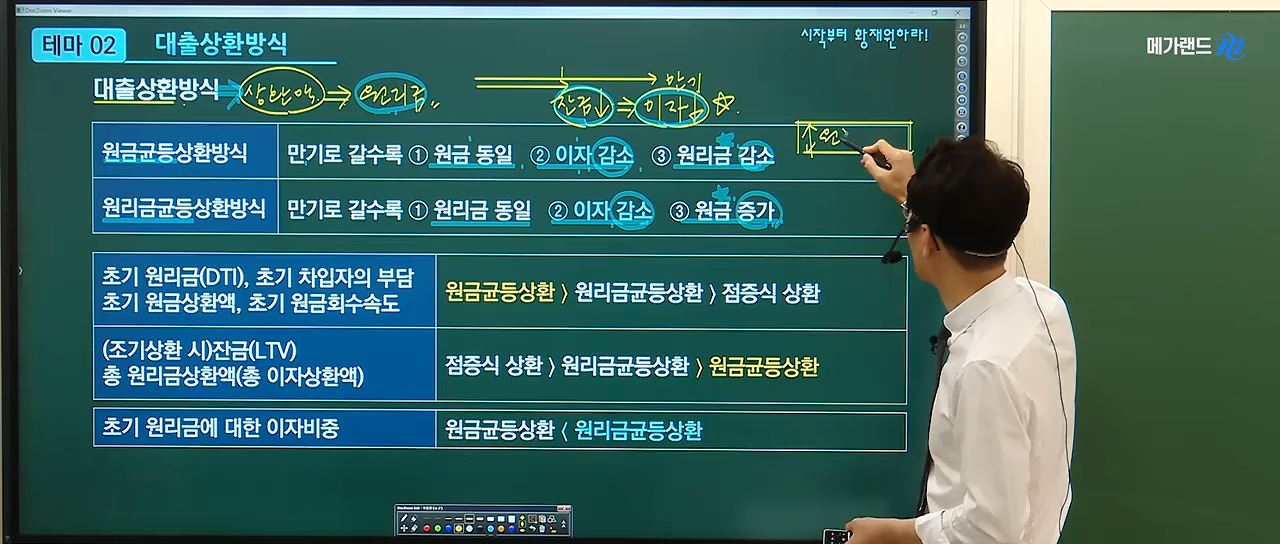 DocZoom Viewer
테마 02 대출상환방식
시작부터 황재원하라!
메가랜드
대출상환방식 → 상환액 → 원리금
만기
잔금↓ ⇒ 이자↓
원금균등상환방식 만기로 갈수록 ① 원금 동일 ② 이자 감소 ③ 원리금 감소
원리금균등상환방식 만기로 갈수록 ① 원리금 동일 ② 이자 감소 ③ 원금 증가
초기 원리금(DTI), 초기 차입자의 부담
초기 원금상환액, 초기 원금회수속도
원금균등상환 > 원리금균등상환 > 점증식 상환
(조기상환 시)잔금(LTV)
총 원리금상환액(총 이자상환액)
점증식 상환 > 원리금균등상환 > 원금균등상환
초기 원리금에 대한 이자비중 원금균등상환 < 원리금균등상환